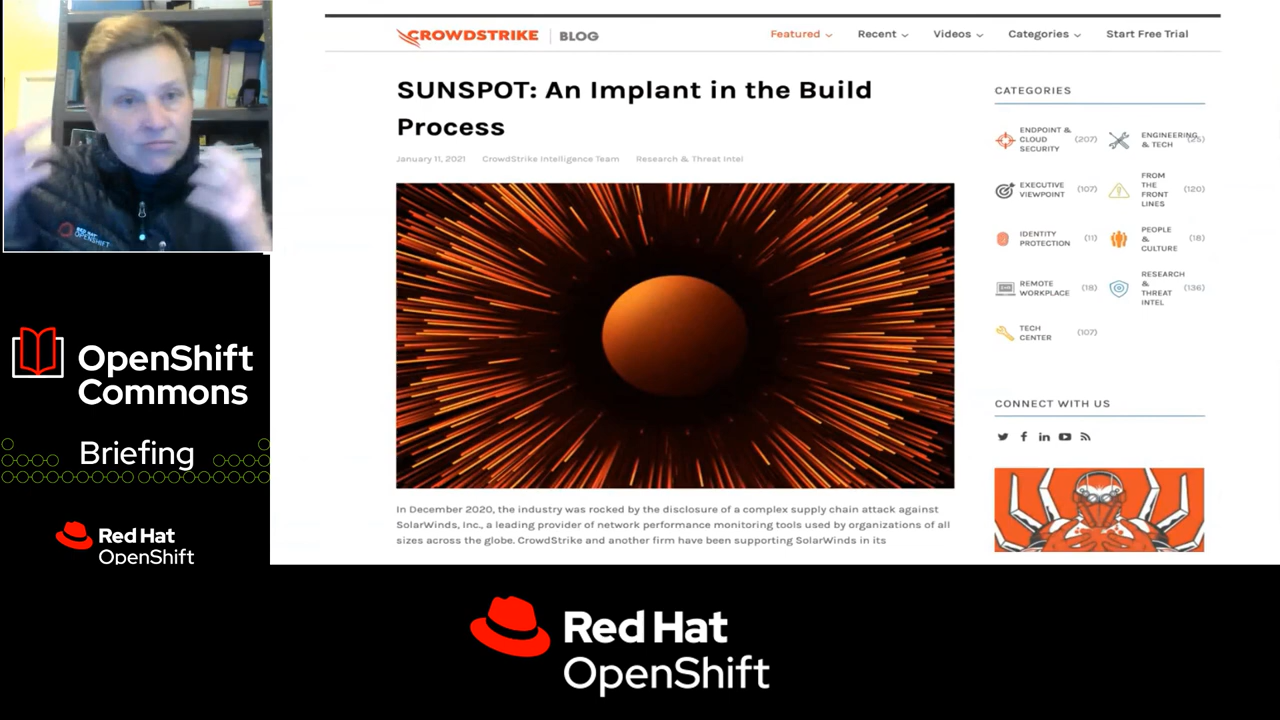 CROWDSTRIKE | BLOG
Featured
Recent
Videos
Categories
Start Free Trial
SUNSPOT: An Implant in the Build
Process
January 11, 2021
CrowdStrike Intelligence Team
Research & Threat Intel
In December 2020, the industry was rocked by the disclosure of a complex supply chain attack against
SolarWinds, Inc., a leading provider of network performance monitoring tools used by organizations of all
sizes across the globe. CrowdStrike and another firm have been supporting SolarWinds in its
CATEGORIES
ENDPOINT &
CLOUD
SECURITY
(207)
ENGINEERING
& TECH
(25)
EXECUTIVE
VIEWPOINT
(107)
FROM
THE
FRONT
LINES
(120)
IDENTITY
PROTECTION
(11)
PEOPLE
&
CULTURE
(18)
REMOTE
WORKPLACE
(18)
RESEARCH
&
THREAT
INTEL
(136)
TECH
CENTER
(107)
CONNECT WITH US
RED HAT
OPENSHIFT
OpenShift
Commons
Briefing
Red Hat
OpenShift
Red Hat
OpenShift